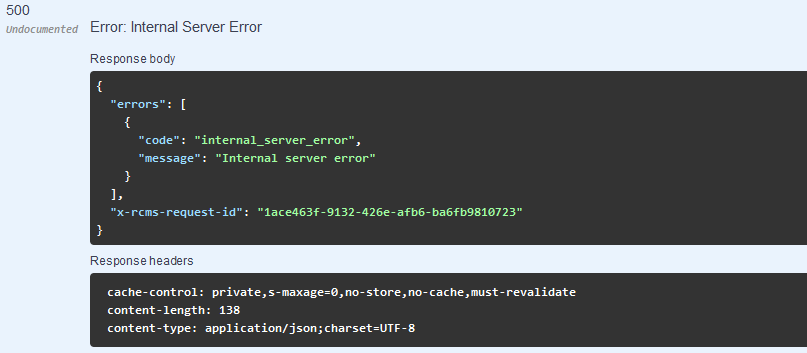 500
Undocumented
Error: Internal Server Error
Response body
{
  "errors": [
    {
      "code": "internal_server_error",
      "message": "Internal server error"
    }
  ],
  "x-rcms-request-id": "1ace463f-9132-426e-afb6-ba6fb9810723"
}
Response headers
cache-control: private,s-maxage=0,no-store,no-cache,must-revalidate
content-length: 138
content-type: application/json;charset=UTF-8